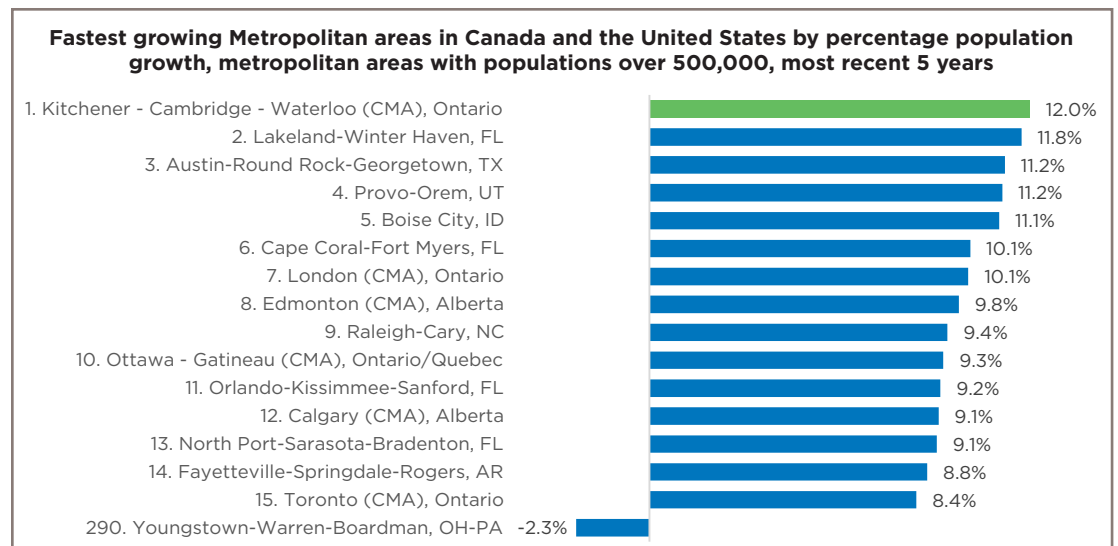 Fastest growing Metropolitan areas in Canada and the United States by percentage population
growth, metropolitan areas with populations over 500,000, most recent 5 years
1. Kitchener - Cambridge - Waterloo (CMA), Ontario 12.0%
2. Lakeland-Winter Haven, FL 11.8%
3. Austin-Round Rock-Georgetown, TX 11.2%
4. Provo-Orem, UT 11.2%
5. Boise City, ID 11.1%
6. Cape Coral-Fort Myers, FL 10.1%
7. London (CMA), Ontario 10.1%
8. Edmonton (CMA), Alberta 9.8%
9. Raleigh-Cary, NC 9.4%
10. Ottawa - Gatineau (CMA), Ontario/Quebec 9.3%
11. Orlando-Kissimmee-Sanford, FL 9.2%
12. Calgary (CMA), Alberta 9.1%
13. North Port-Sarasota-Bradenton, FL 9.1%
14. Fayetteville-Springdale-Rogers, AR 8.8%
15. Toronto (CMA), Ontario 8.4%
290. Youngstown-Warren-Boardman, OH-PA -2.3%